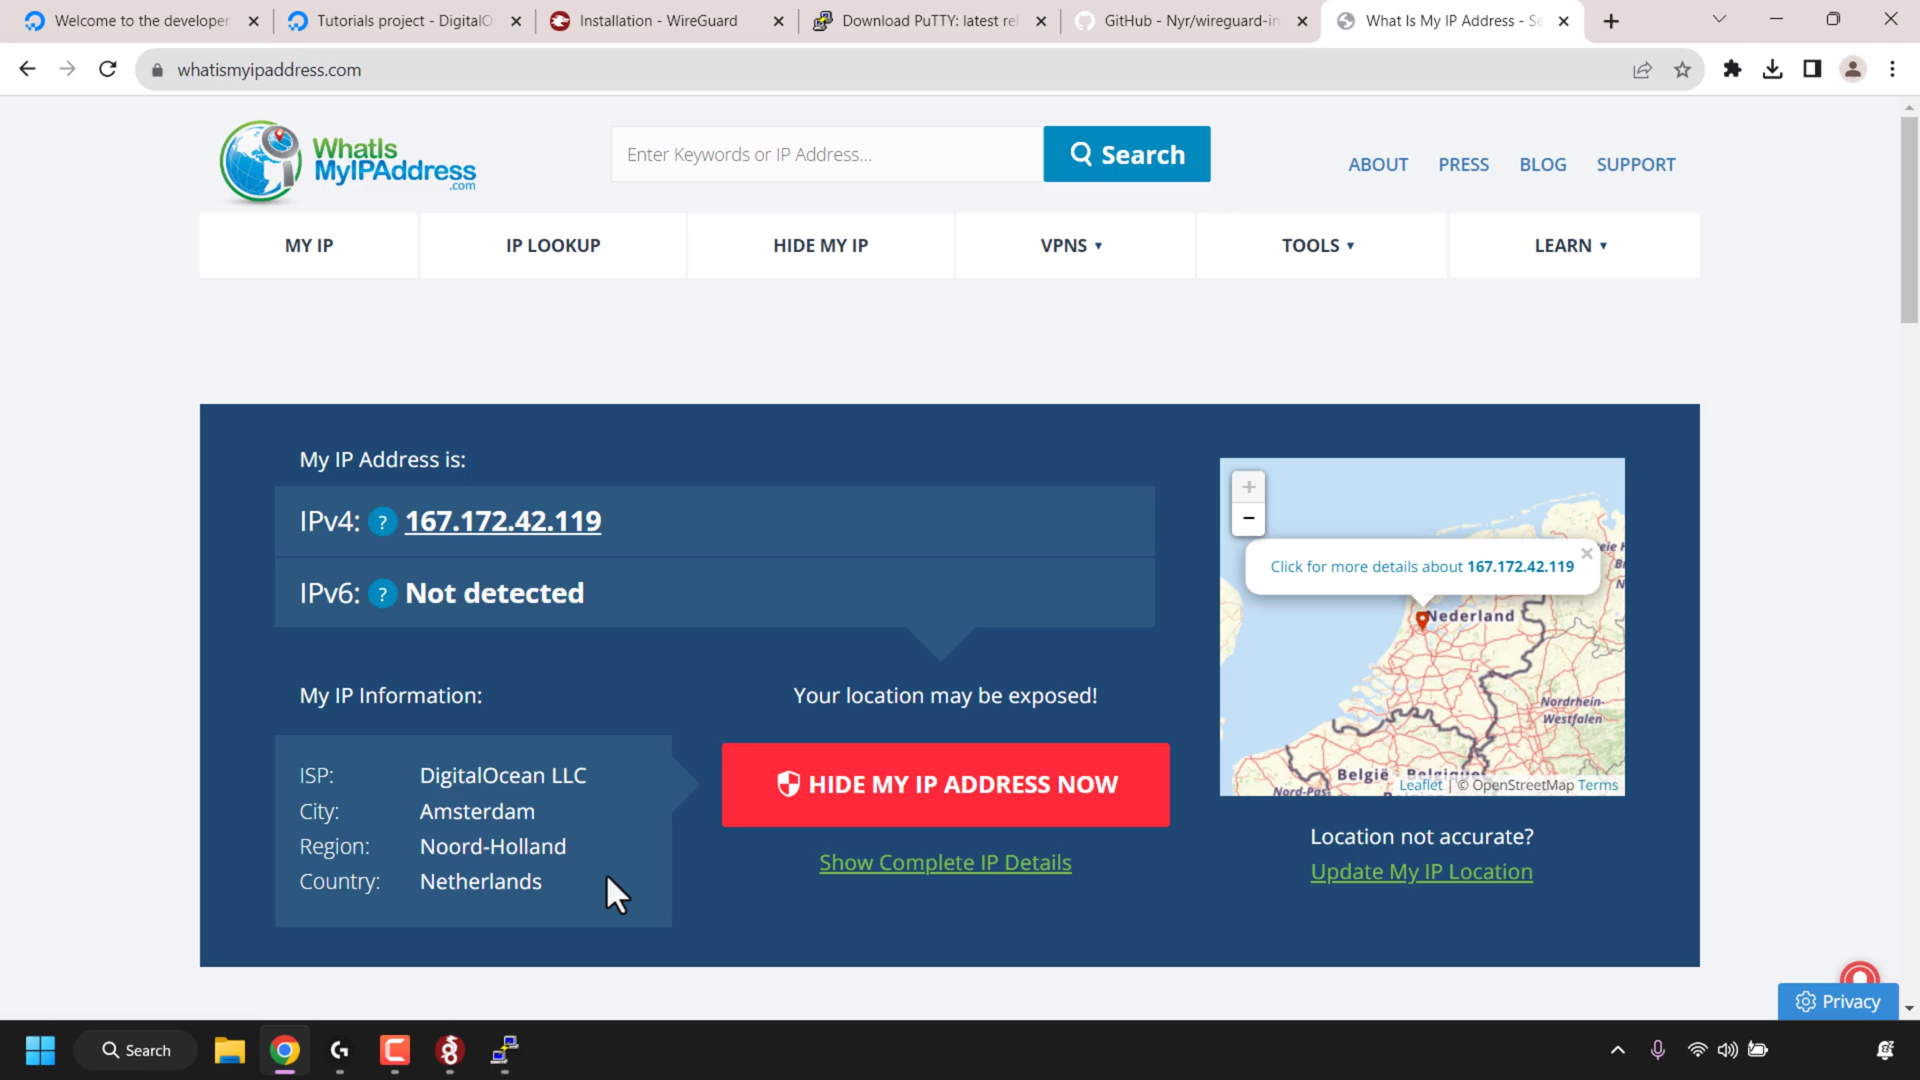 Welcome to the developer
Tutorials project - DigitalO
Installation - WireGuard
Download PuTTY: latest rel
GitHub - Nyr/wireguard-in
What Is My IP Address - Se
whatismyipaddress.com
WhatIs
MyIPAddress
.com
Enter Keywords or IP Address...
Search
ABOUT
PRESS
BLOG
SUPPORT
MY IP
IP LOOKUP
HIDE MY IP
VPNS
TOOLS
LEARN
My IP Address is:
IPv4: ? 167.172.42.119
IPv6: ? Not detected
My IP Information:
ISP: DigitalOcean LLC
City: Amsterdam
Region: Noord-Holland
Country: Netherlands
Your location may be exposed!
HIDE MY IP ADDRESS NOW
Show Complete IP Details
+
−
Click for more details about 167.172.42.119
×
Nederland
Nordrhein-
Westfalen
België -
Leaflet | © OpenStreetMap Terms
Location not accurate?
Update My IP Location
Privacy
Search